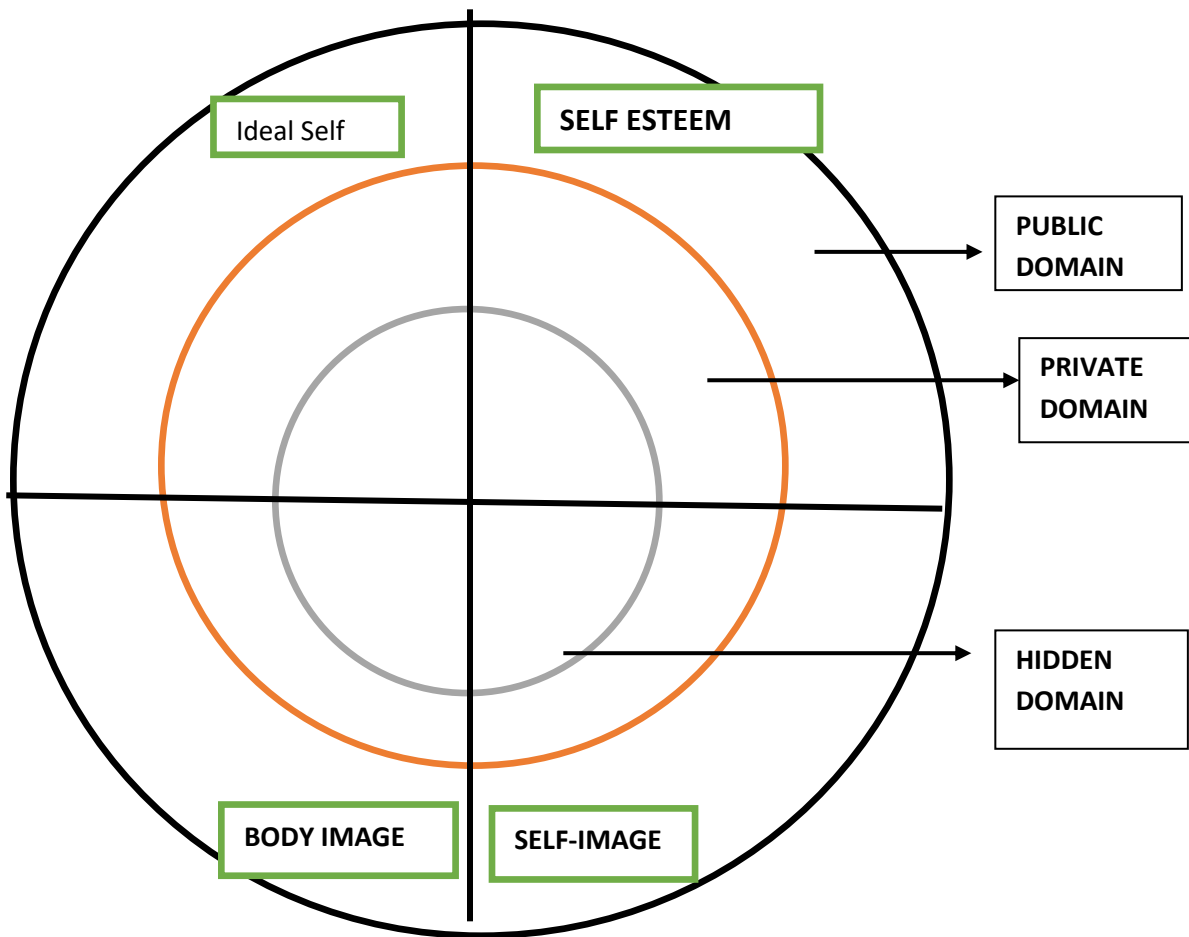 Ideal Self
SELF ESTEEM
PUBLIC
DOMAIN
PRIVATE
DOMAIN
HIDDEN
DOMAIN
BODY IMAGE
SELF-IMAGE